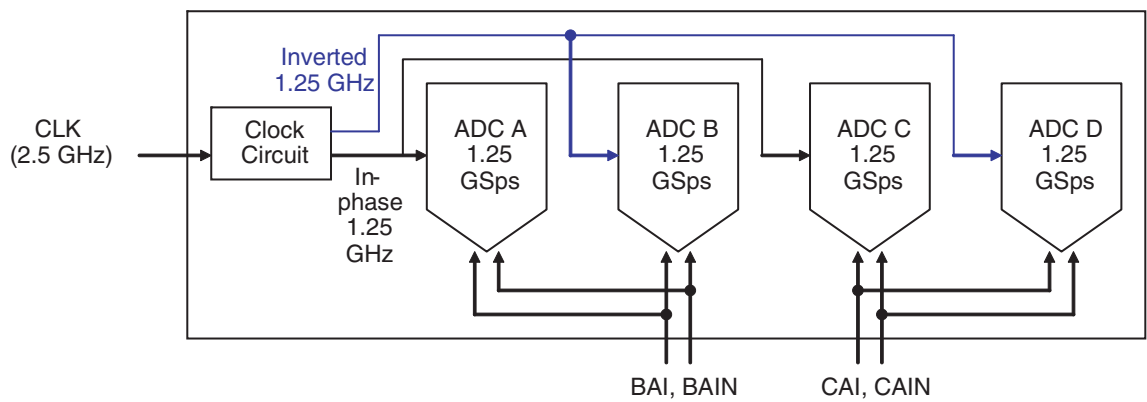 Inverted
1.25 GHz
CLK
(2.5 GHz)
Clock
Circuit
In-
phase
1.25
GHz
ADC A
1.25
GSps
ADC B
1.25
GSps
ADC C
1.25
GSps
ADC D
1.25
GSps
BAI, BAIN
CAI, CAIN